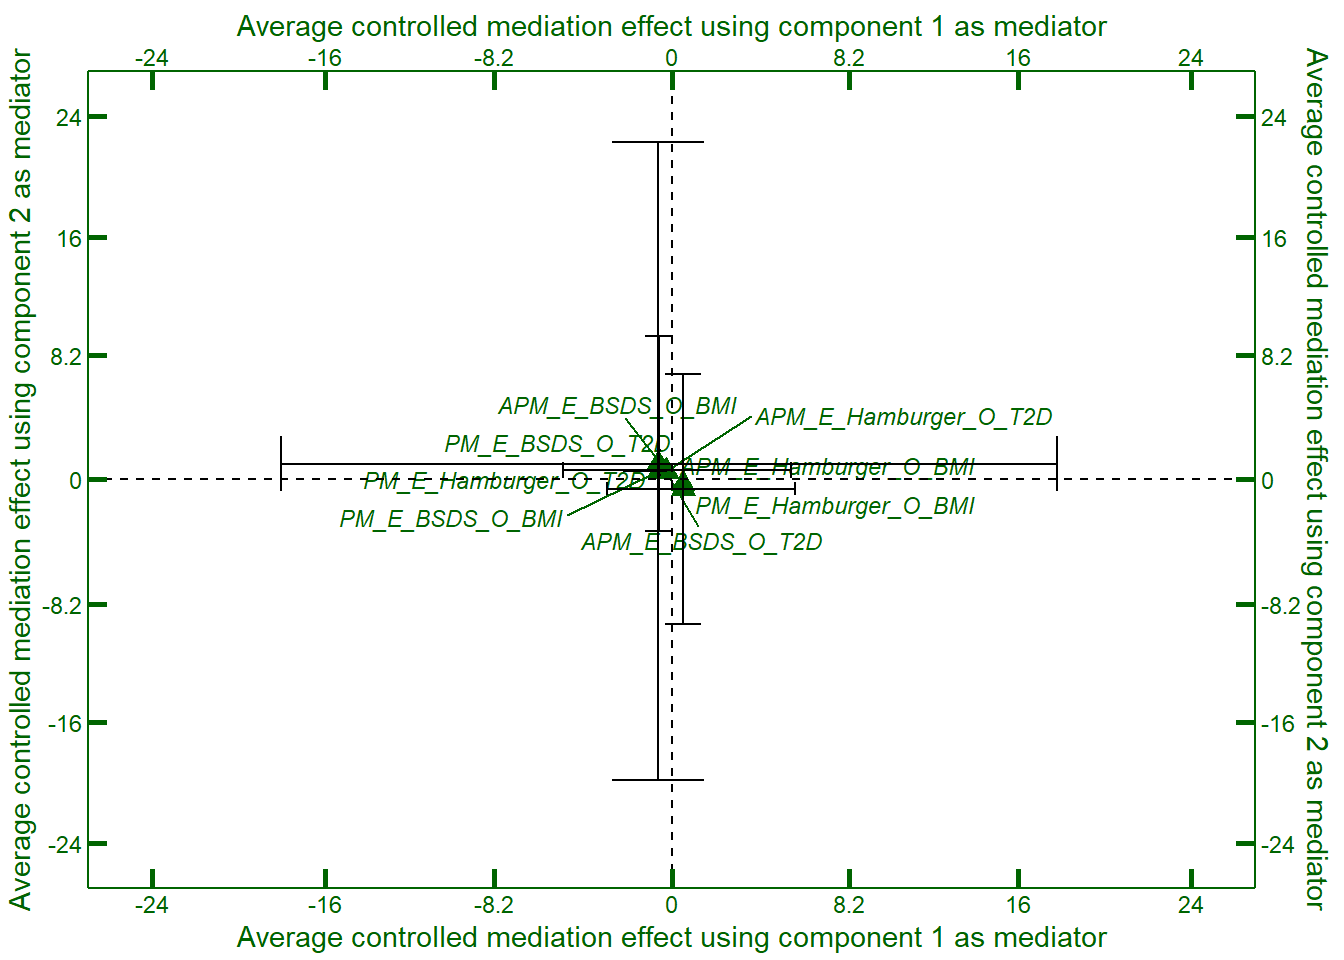 Average controlled mediation effect using component 1 as mediator
-24 -16 -8.2 0 8.2 16 24
Average controlled mediation effect using component 2 as mediator
24 16 8.2 0 -8.2 -16 -24
APM_E_BSDS_O_BMI
APM_E_Hamburger_O_T2D
PM_E_BSDS_O_T2D
APM_E_Hamburger_O_BMI
PM_E_Hamburger_O_T2D
PM_E_Hamburger_O_BMI
PM_E_BSDS_O_BMI
APM_E_BSDS_O_T2D
24 16 8.2 0 -8.2 -16 -24
Average controlled mediation effect using component 2 as mediator
-24 -16 -8.2 0 8.2 16 24
Average controlled mediation effect using component 1 as mediator